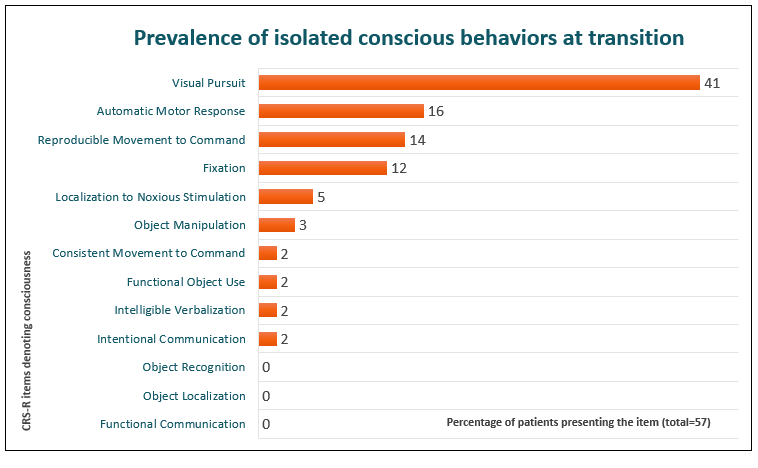 Prevalence of isolated conscious behaviors at transition
Visual Pursuit 41
Automatic Motor Response 16
Reproducible Movement to Command 14
Fixation 12
Localization to Noxious Stimulation 5
Object Manipulation 3
Consistent Movement to Command 2
Functional Object Use 2
Intelligible Verbalization 2
Intentional Communication 2
Object Recognition 0
Object Localization 0
Functional Communication 0
CRS-R items denoting consciousness
Percentage of patients presenting the item (total=57)